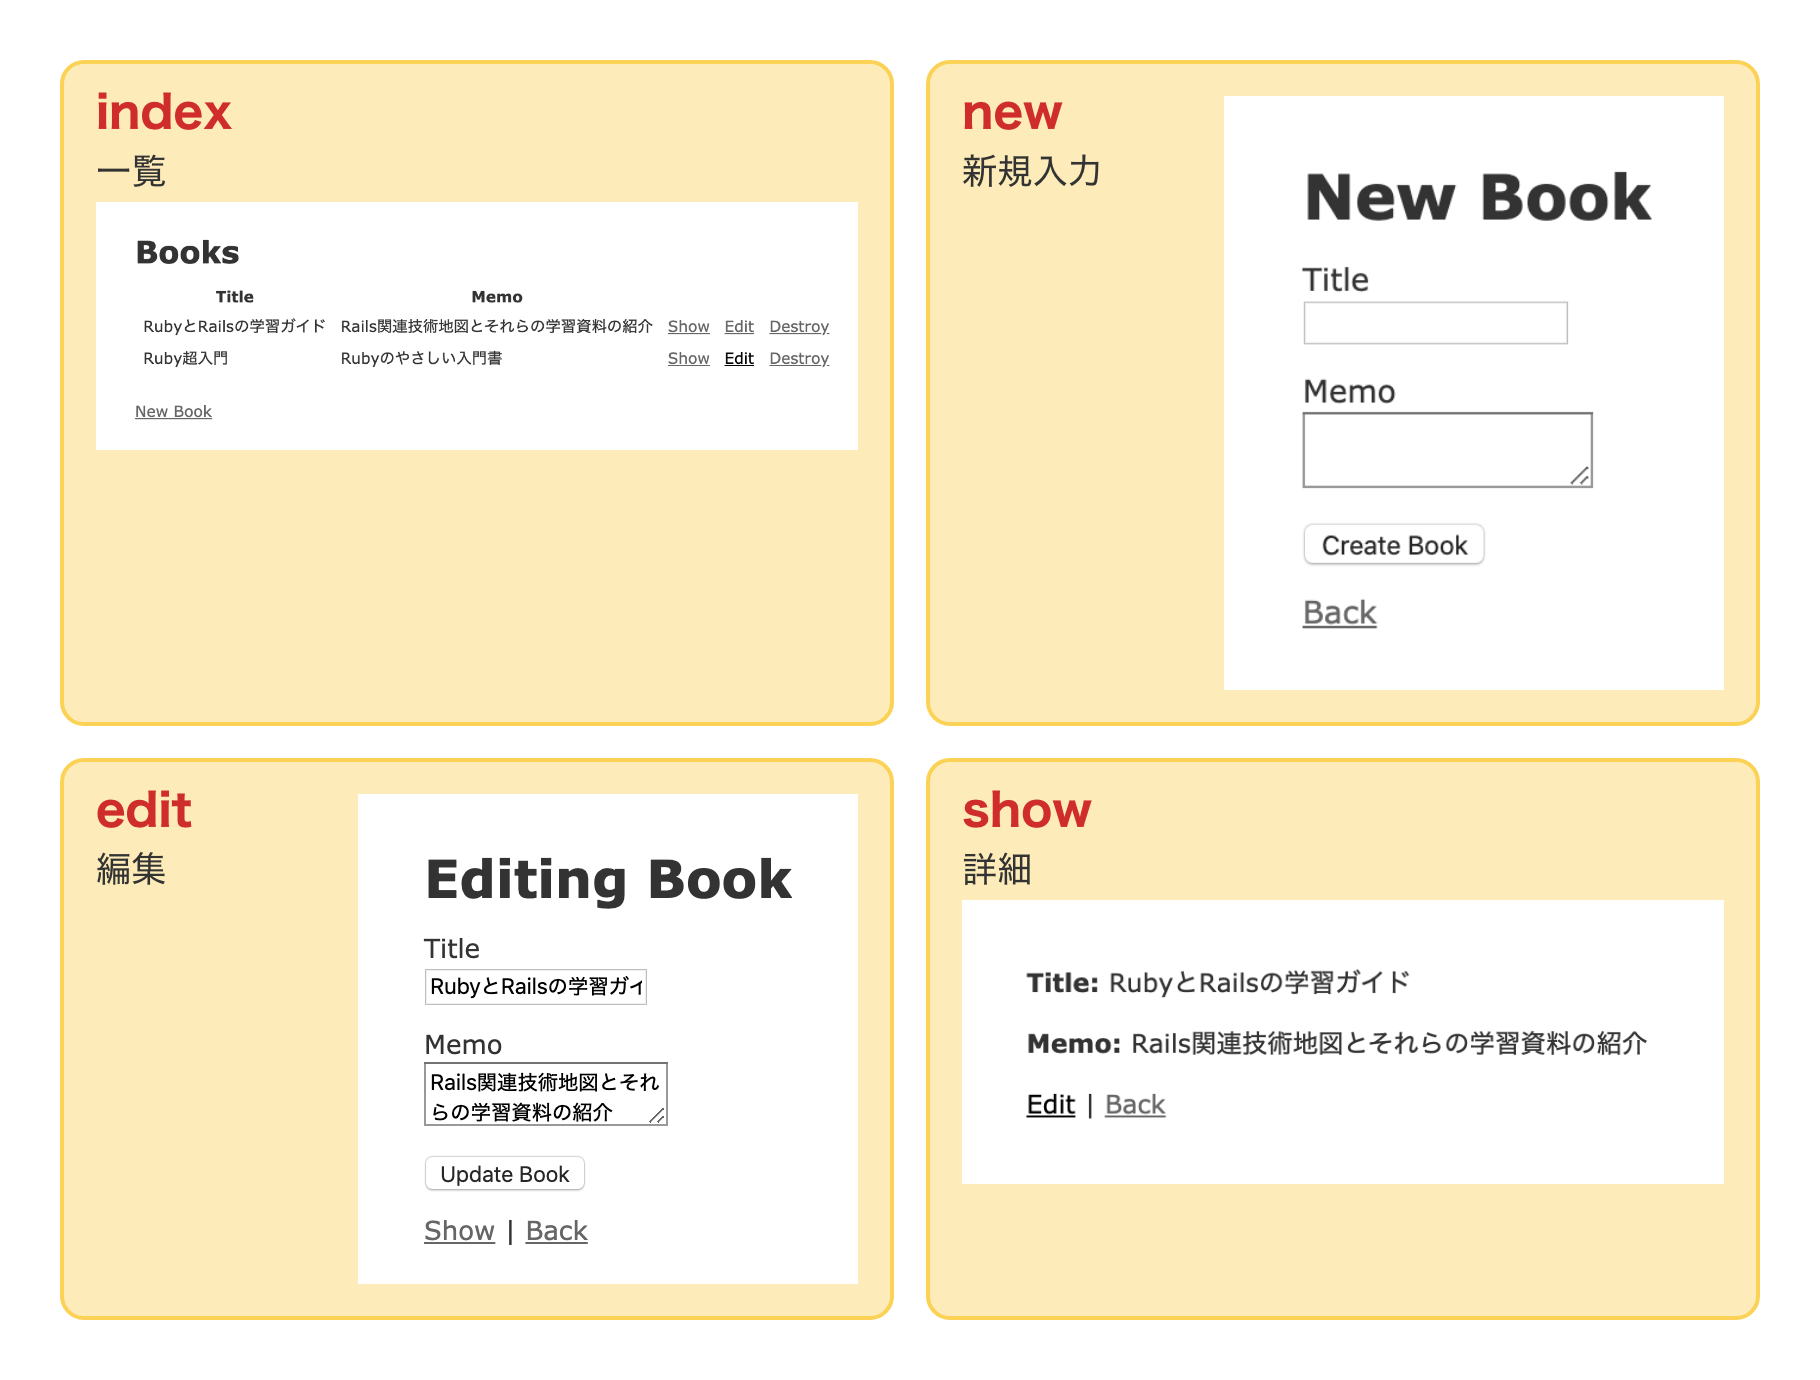 index
一覧
Books
Title Memo
RubyとRailsの学習ガイド Rails関連技術地図とそれらの学習資料の紹介 Show Edit Destroy
Ruby超入門 Rubyのやさしい入門書 Show Edit Destroy
New Book
new
新規入力
New Book
Title
Memo
Create Book
Back
edit
編集
Editing Book
Title
RubyとRailsの学習ガイ
Memo
Rails関連技術地図とそれ
らの学習資料の紹介
Update Book
Show | Back
show
詳細
Title: RubyとRailsの学習ガイド
Memo: Rails関連技術地図とそれらの学習資料の紹介
Edit | Back